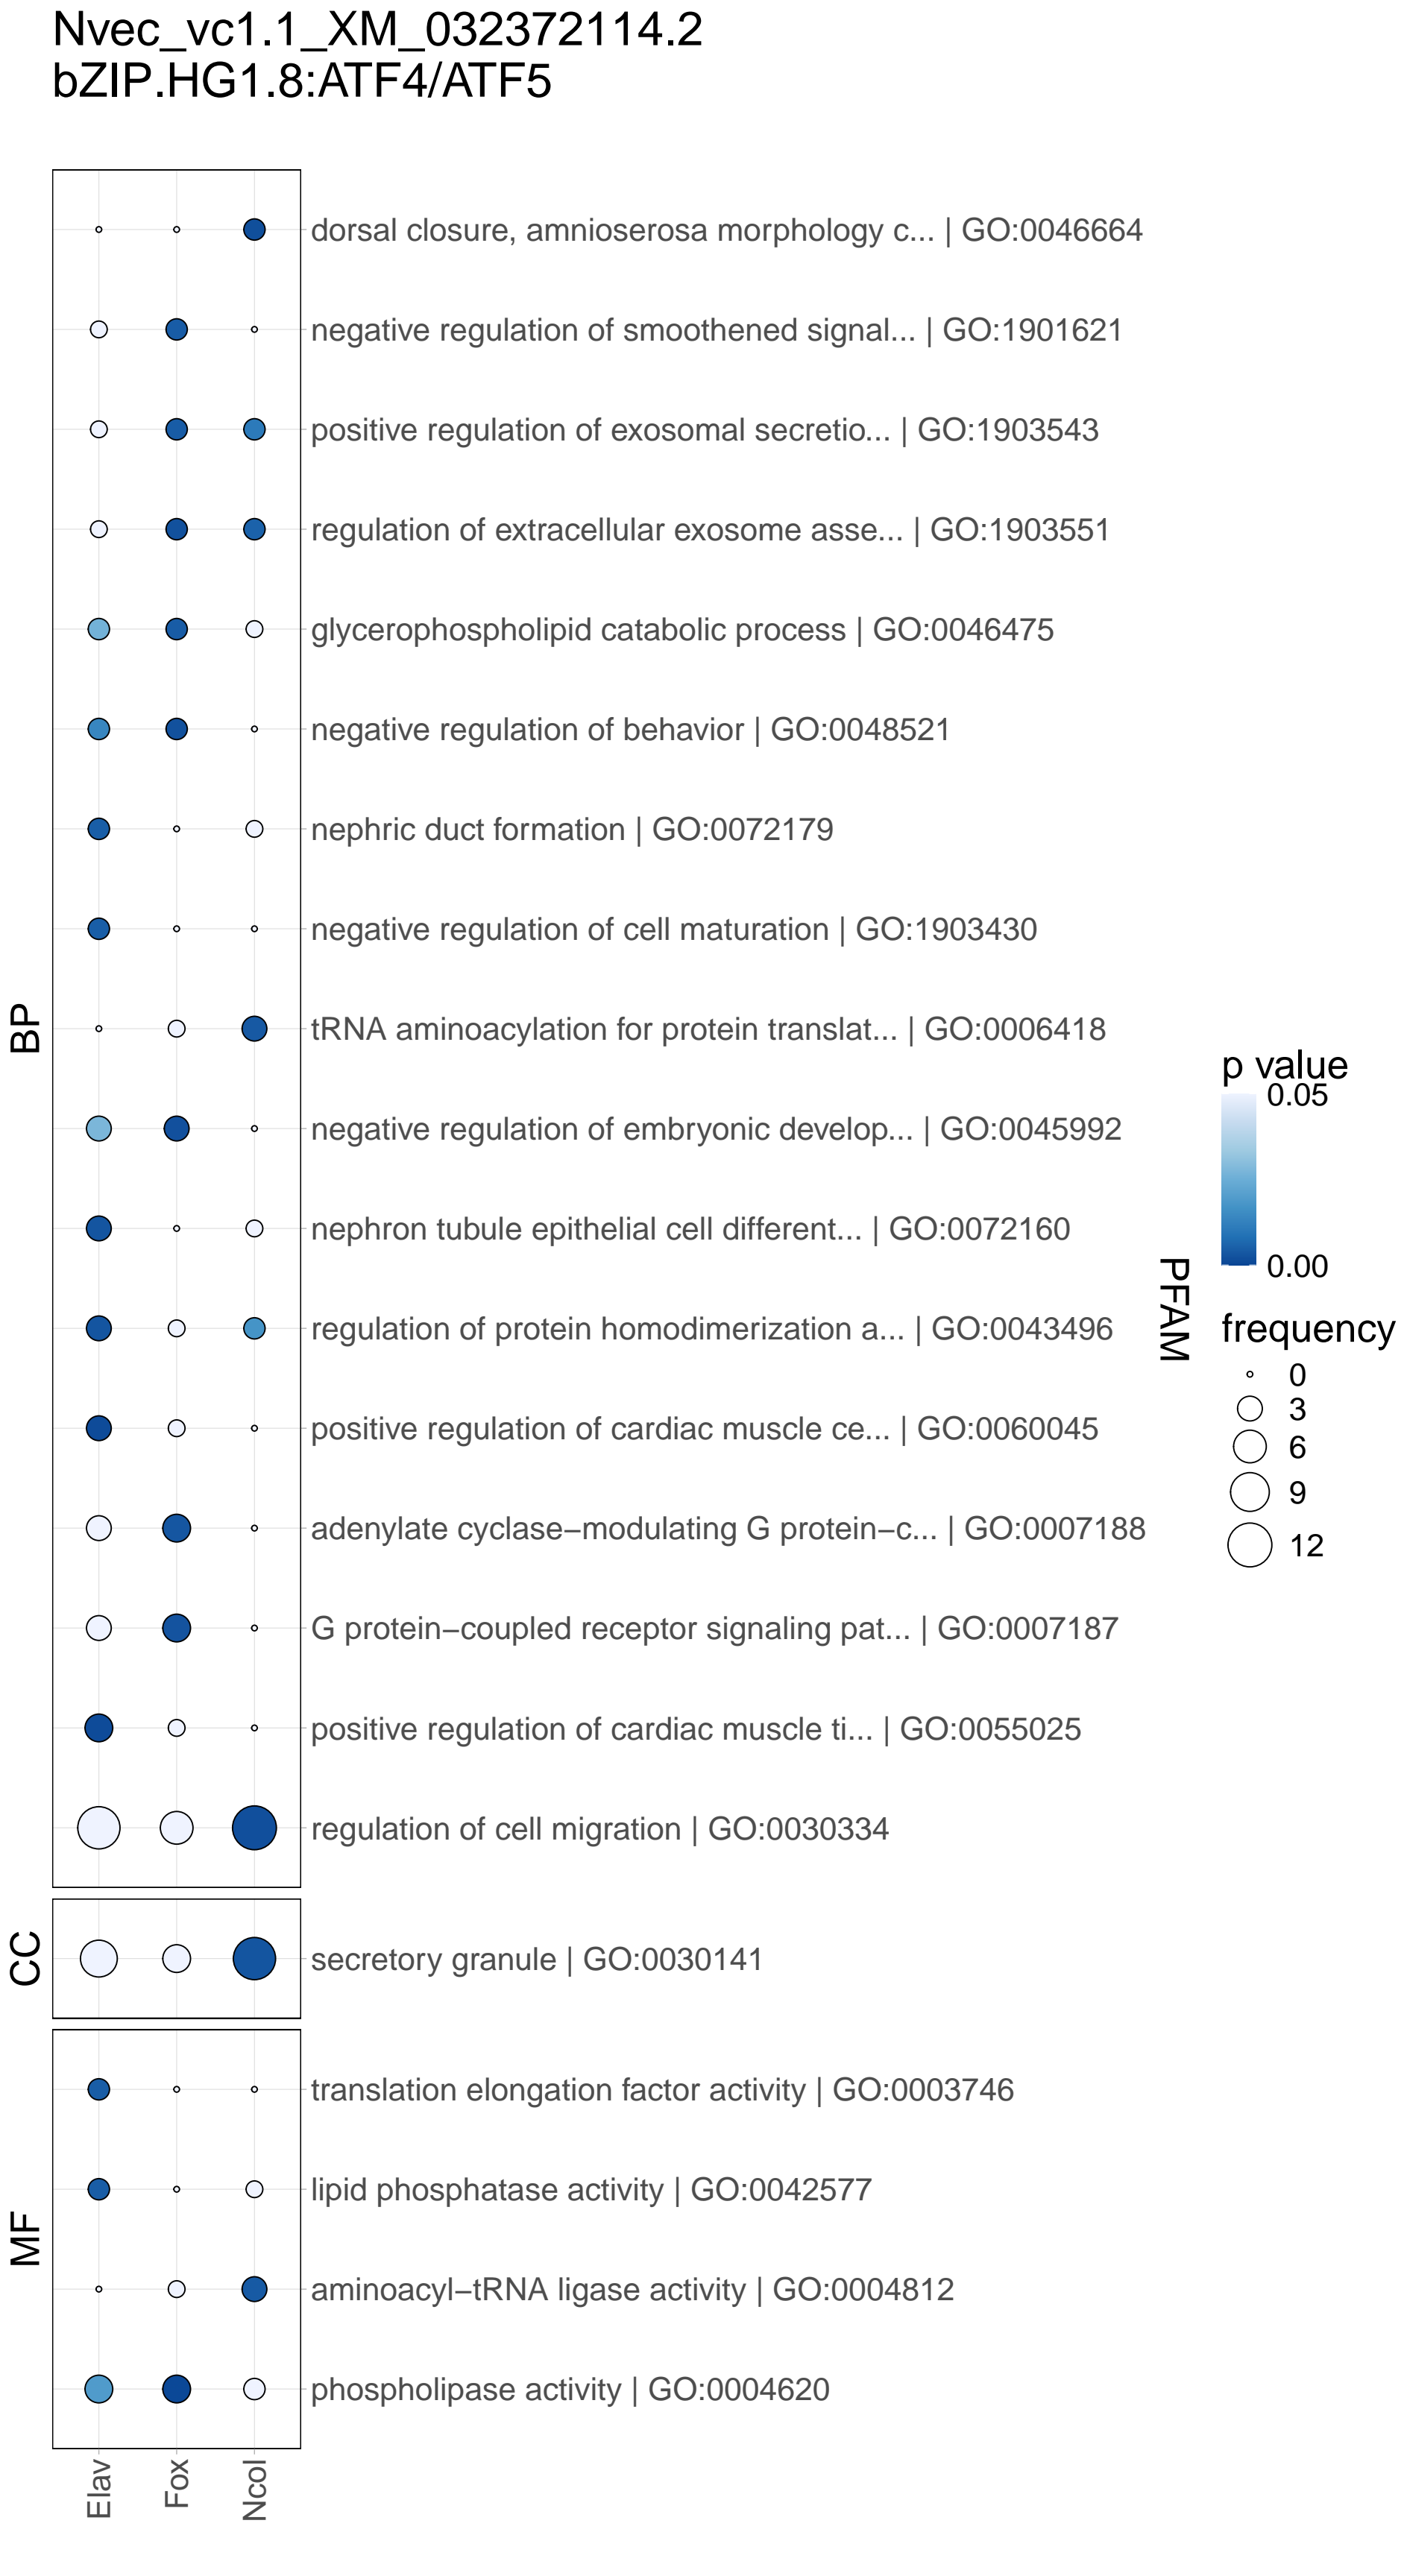 Nvec_vc1.1_XM_032372114.2
bZIP.HG1.8:ATF4/ATF5
BP
dorsal closure, amnioserosa morphology c... | GO:0046664
negative regulation of smoothened signal... | GO:1901621
positive regulation of exosomal secretio... | GO:1903543
regulation of extracellular exosome asse... | GO:1903551
glycerophospholipid catabolic process | GO:0046475
negative regulation of behavior | GO:0048521
nephric duct formation | GO:0072179
negative regulation of cell maturation | GO:1903430
tRNA aminoacylation for protein translat... | GO:0006418
negative regulation of embryonic develop... | GO:0045992
nephron tubule epithelial cell different... | GO:0072160
regulation of protein homodimerization a... | GO:0043496
positive regulation of cardiac muscle ce... | GO:0060045
adenylate cyclase−modulating G protein−c... | GO:0007188
G protein−coupled receptor signaling pat... | GO:0007187
positive regulation of cardiac muscle ti... | GO:0055025
regulation of cell migration | GO:0030334
CC
secretory granule | GO:0030141
MF
translation elongation factor activity | GO:0003746
lipid phosphatase activity | GO:0042577
aminoacyl−tRNA ligase activity | GO:0004812
phospholipase activity | GO:0004620
Elav
Fox
Ncol
PFAM
p value
0.05
0.00
frequency
0
3
6
9
12